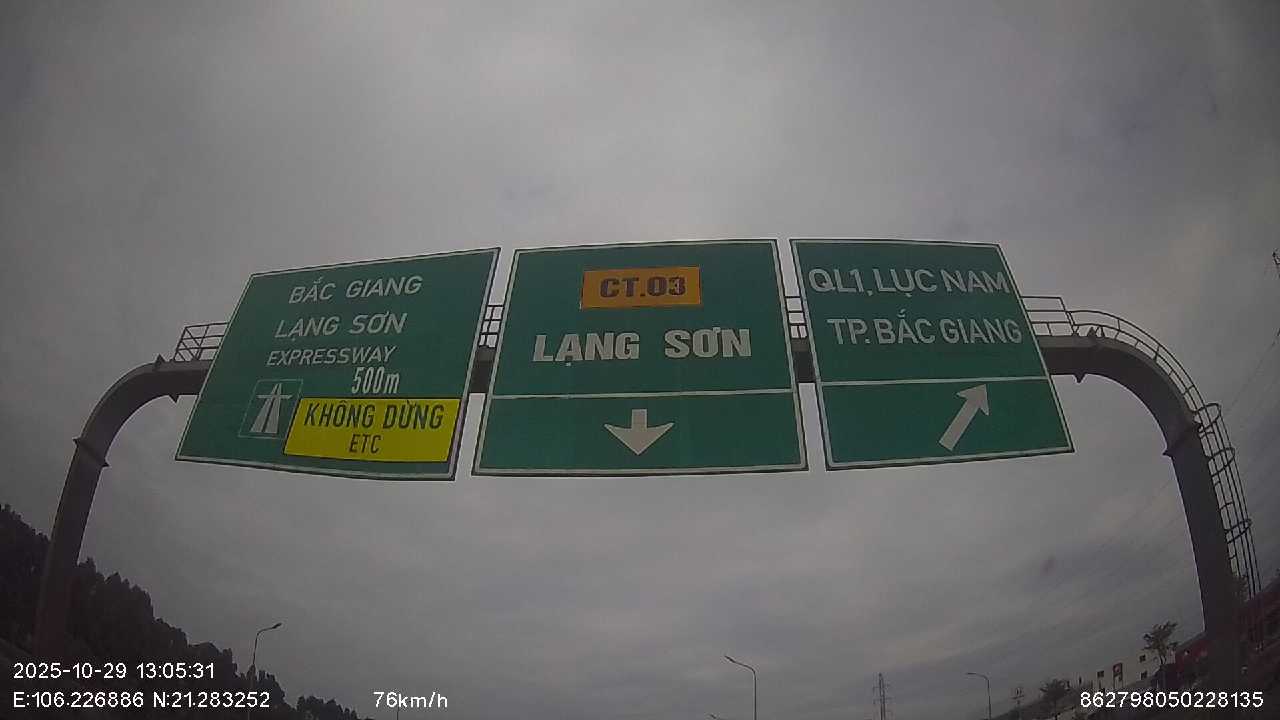 BẮC GIANG
LẠNG SƠN
EXPRESSWAY
500m
KHÔNG DỪNG
ETC
CT.03
LẠNG SƠN
QL1, LỤC NAM
TP. BẮC GIANG
2025-10-29 13:05:31
E:106.226886 N:21.283252 76km/h 862798050228135